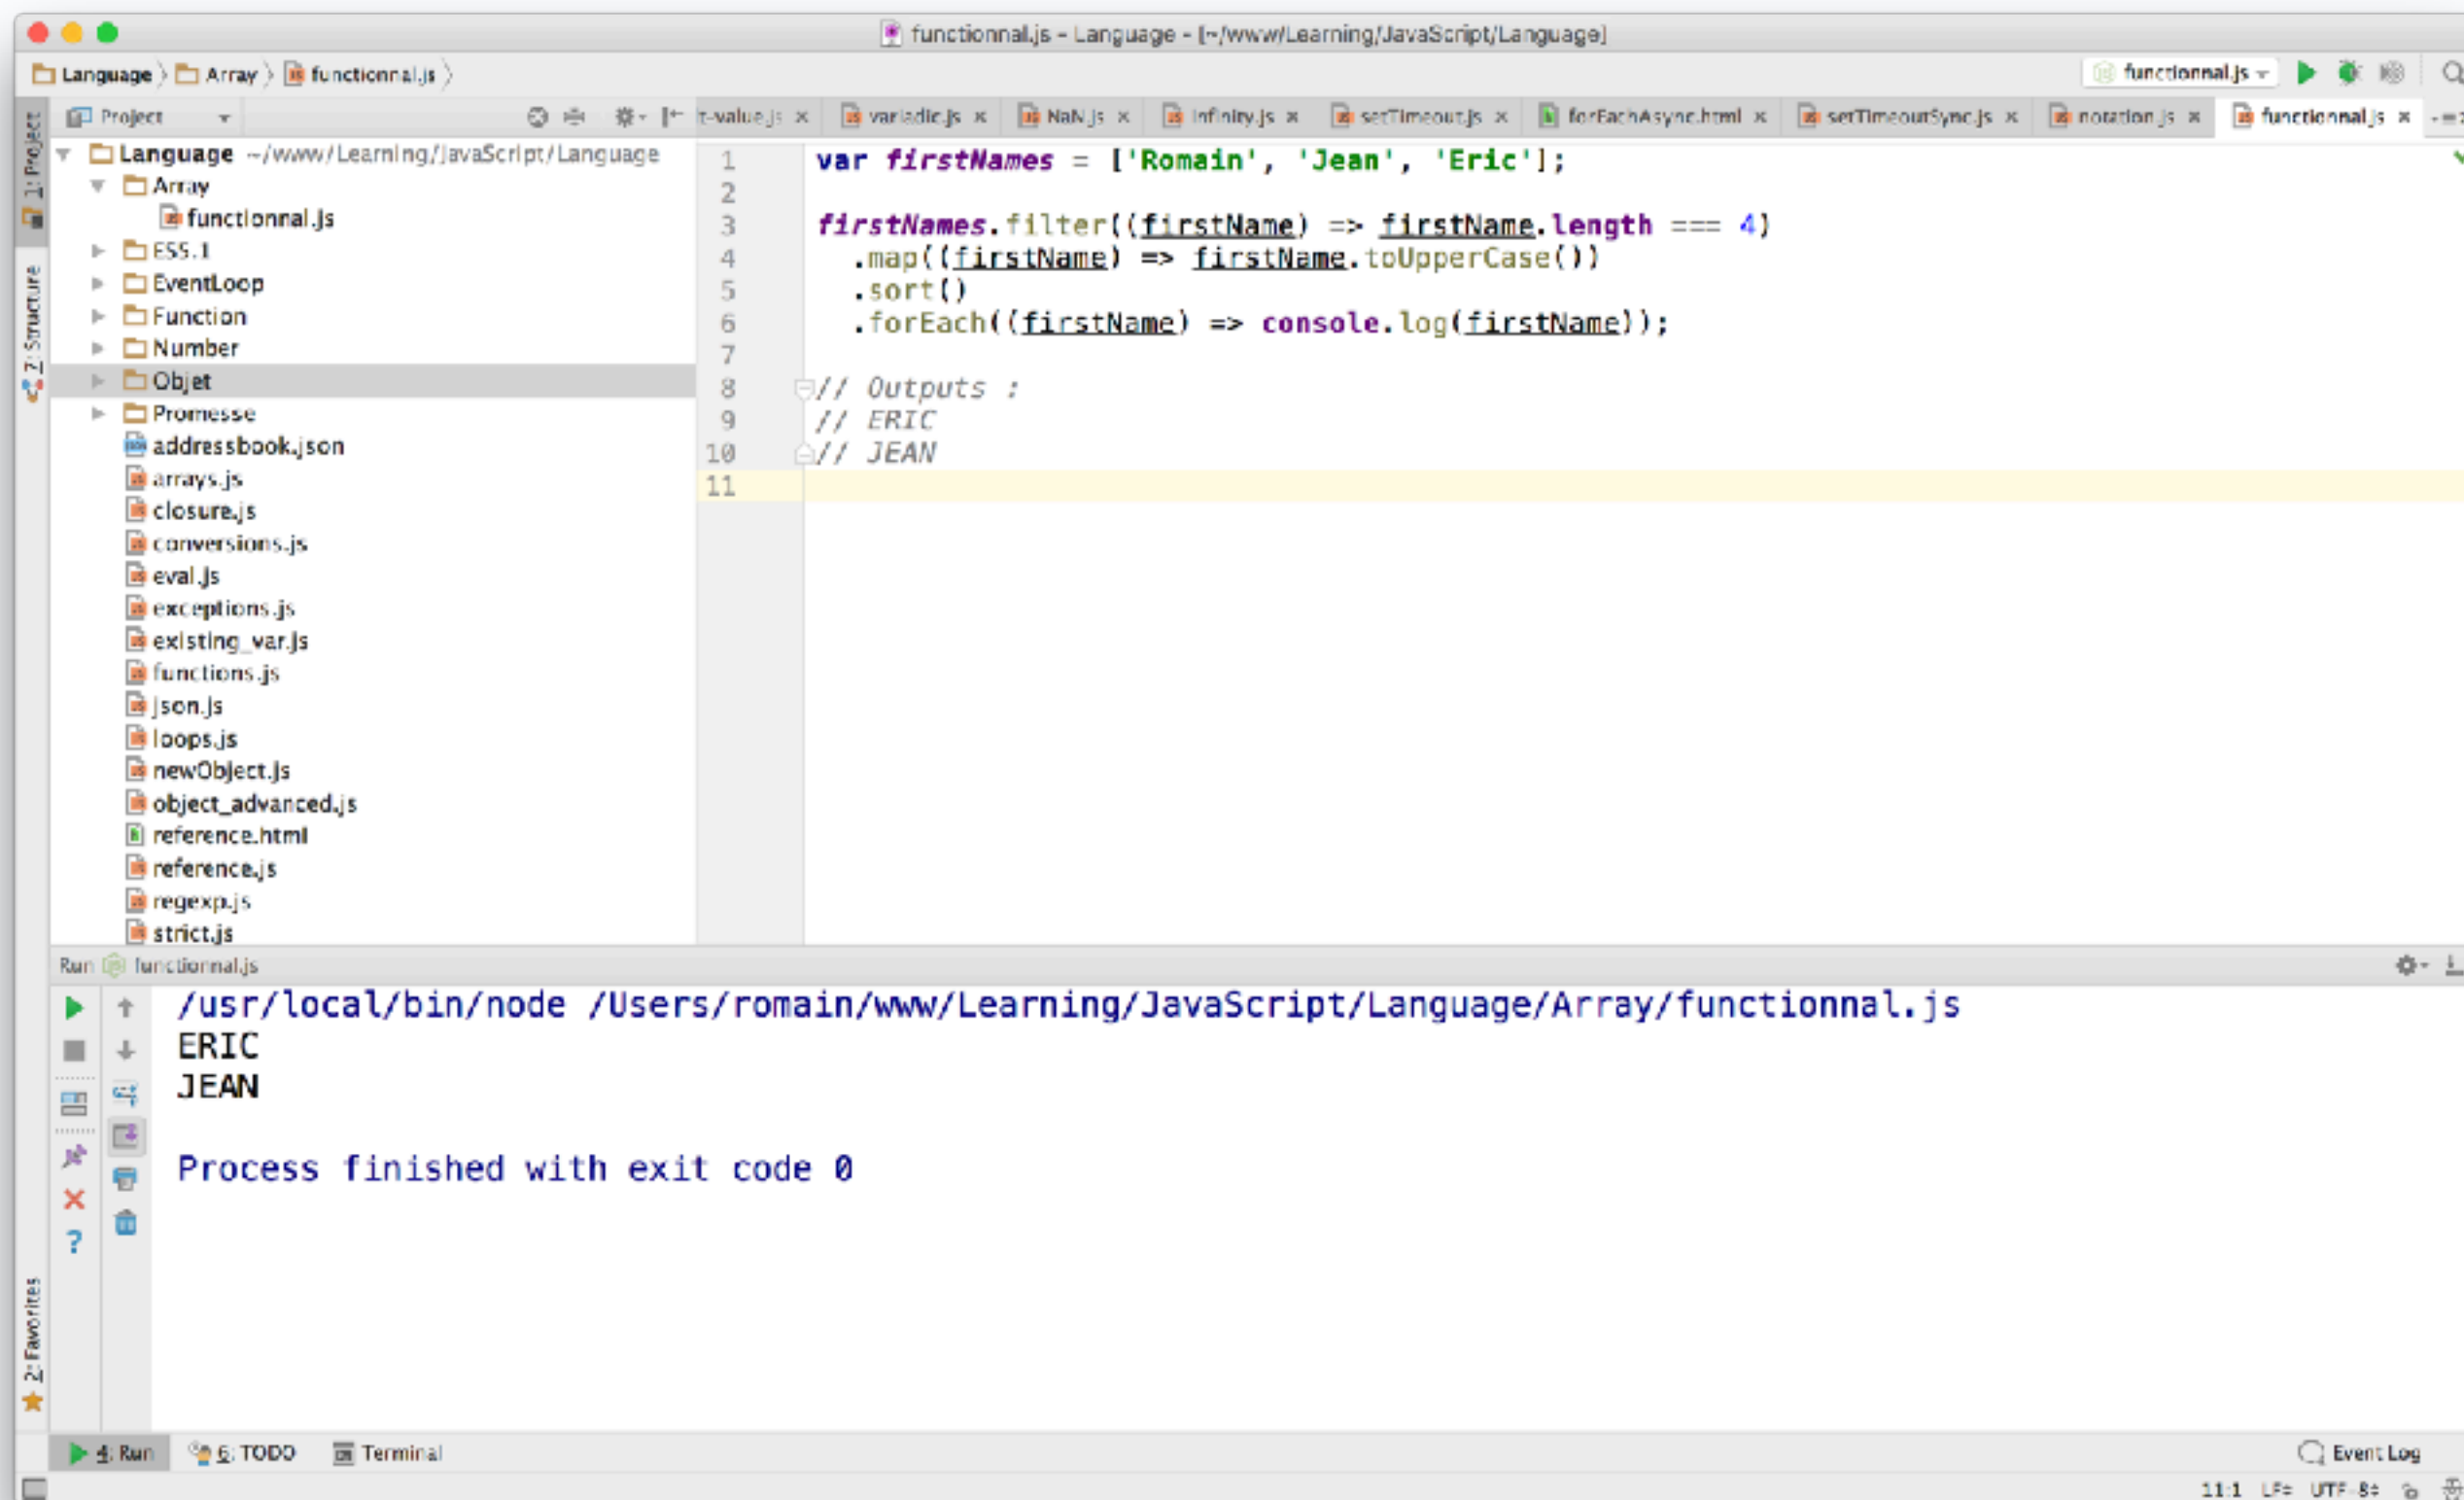 functionnal.js - Language - [~/www/Learning/JavaScript/Language]
Language Array functionnal.js
functionnal.js
1: Project
Project
t-value.js variadic.js NaN.js Infinity.js setTimeout.js forEachAsync.html setTimeoutSync.js notation.js functionnal.js
Language ~/www/Learning/JavaScript/Language
Array
functionnal.js
ES5.1
EventLoop
Function
Number
Objet
Promesse
addressbook.json
arrays.js
closure.js
conversions.js
eval.js
exceptions.js
existing_var.js
functions.js
json.js
loops.js
newObject.js
object_advanced.js
reference.html
reference.js
regexp.js
strict.js
7: Structure
1 var firstNames = ['Romain', 'Jean', 'Eric'];
2
3 firstNames.filter((firstName) => firstName.length === 4)
4 .map((firstName) => firstName.toUpperCase())
5 .sort()
6 .forEach((firstName) => console.log(firstName));
7
8 // Outputs :
9 // ERIC
10 // JEAN
11
Run functionnal.js
/usr/local/bin/node /Users/romain/www/Learning/JavaScript/Language/Array/functionnal.js
ERIC
JEAN
Process finished with exit code 0
?
2: Favorites
4: Run 6: TODO Terminal
Event Log
11:1 LF÷ UTF-8÷